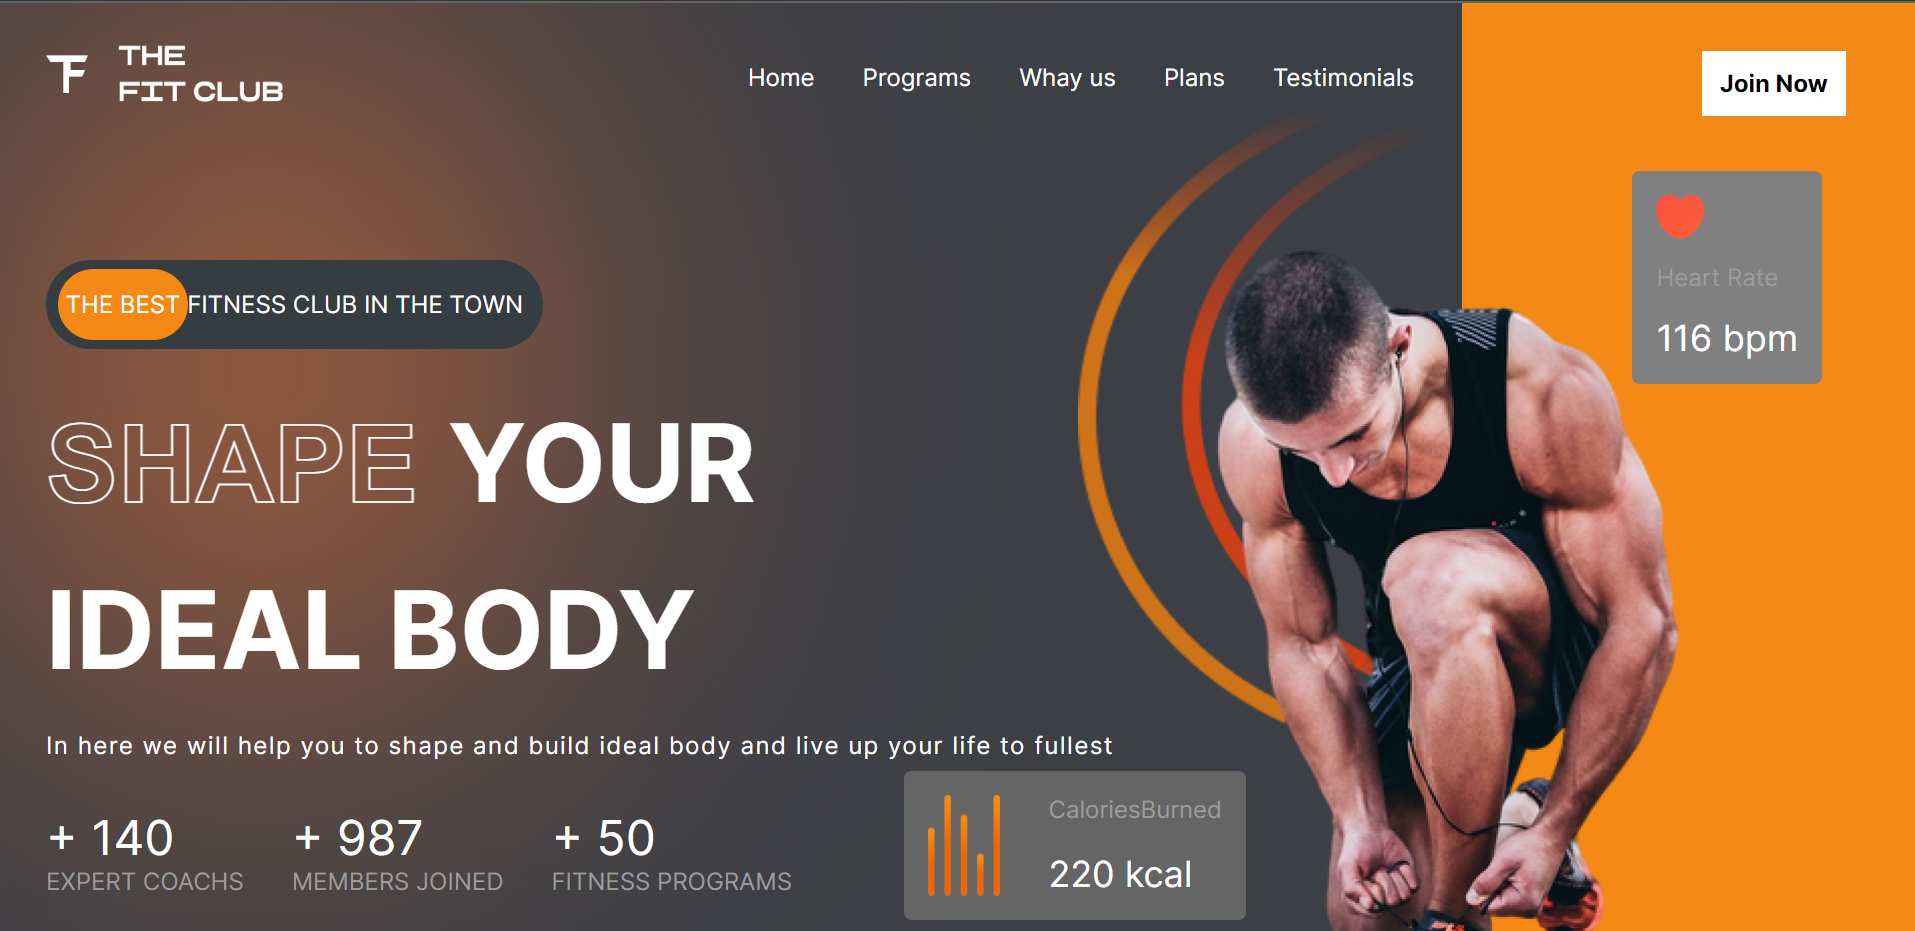 THE
FIT CLUB
Home Programs Whay us Plans Testimonials
Join Now
Heart Rate
116 bpm
THE BEST FITNESS CLUB IN THE TOWN
SHAPE YOUR
IDEAL BODY
In here we will help you to shape and build ideal body and live up your life to fullest
+ 140
EXPERT COACHS
+ 987
MEMBERS JOINED
+ 50
FITNESS PROGRAMS
CaloriesBurned
220 kcal